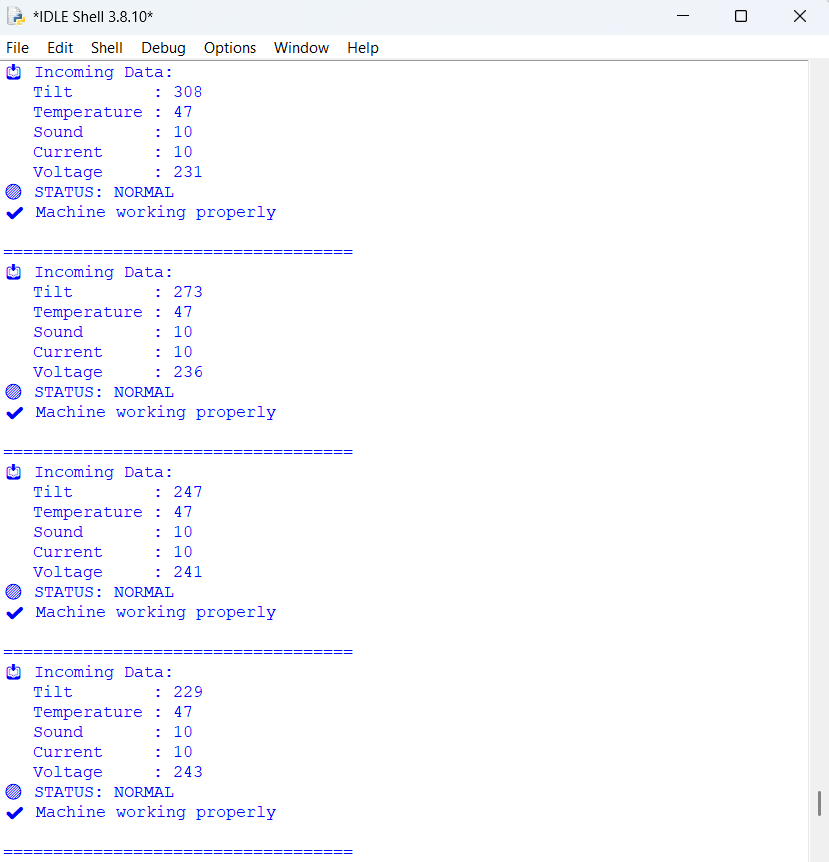 *IDLE Shell 3.8.10*
File Edit Shell Debug Options Window Help
Incoming Data:
Tilt : 308
Temperature : 47
Sound : 10
Current : 10
Voltage : 231
STATUS: NORMAL
Machine working properly
===================================
Incoming Data:
Tilt : 273
Temperature : 47
Sound : 10
Current : 10
Voltage : 236
STATUS: NORMAL
Machine working properly
===================================
Incoming Data:
Tilt : 247
Temperature : 47
Sound : 10
Current : 10
Voltage : 241
STATUS: NORMAL
Machine working properly
===================================
Incoming Data:
Tilt : 229
Temperature : 47
Sound : 10
Current : 10
Voltage : 243
STATUS: NORMAL
Machine working properly
===================================